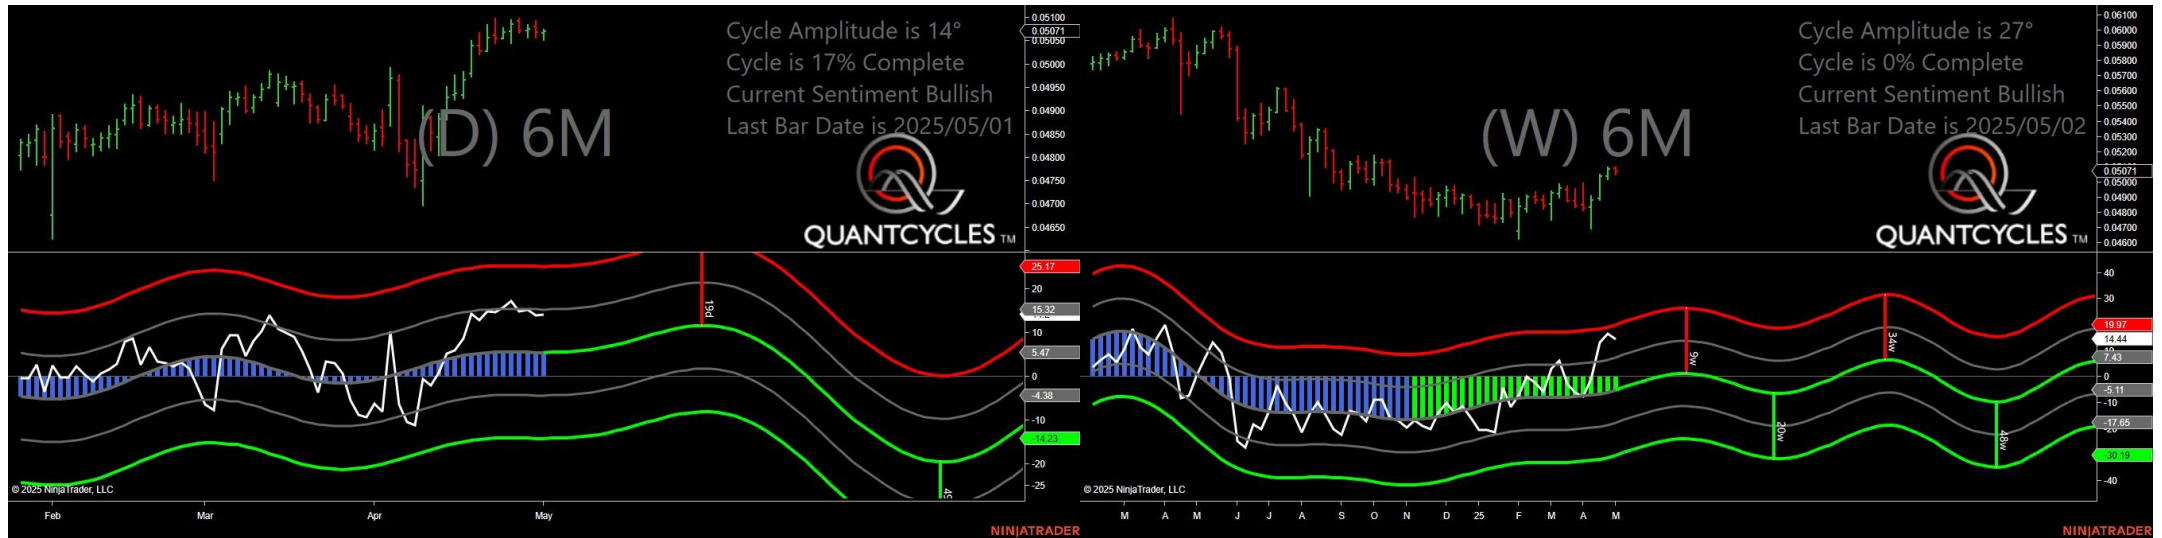 Cycle Amplitude is 14°
Cycle is 17% Complete
Current Sentiment Bullish
Last Bar Date is 2025/05/01
(D) 6M
QUANTCYCLES TM
0.05100
0.05071
0.05050
0.05000
0.04950
0.04900
0.04850
0.04800
0.04750
0.04700
0.04650
25.17
20
15.32
10
5.47
0
-4.38
-10
-14.23
-20
-25
19d
© 2025 NinjaTrader, LLC
Feb Mar Apr May
NINJATRADER
Cycle Amplitude is 27°
Cycle is 0% Complete
Current Sentiment Bullish
Last Bar Date is 2025/05/02
(W) 6M
QUANTCYCLES TM
0.06100
0.06000
0.05900
0.05800
0.05700
0.05600
0.05500
0.05400
0.05300
0.05200
0.05071
0.05000
0.04900
0.04800
0.04700
0.04600
40
30
19.97
14.44
7.43
0
-5.11
-10
-17.65
-30.19
-40
9w
20w
34w
48w
© 2025 NinjaTrader, LLC
M A M J J A S O N D 25 F M A M
NINJATRADER